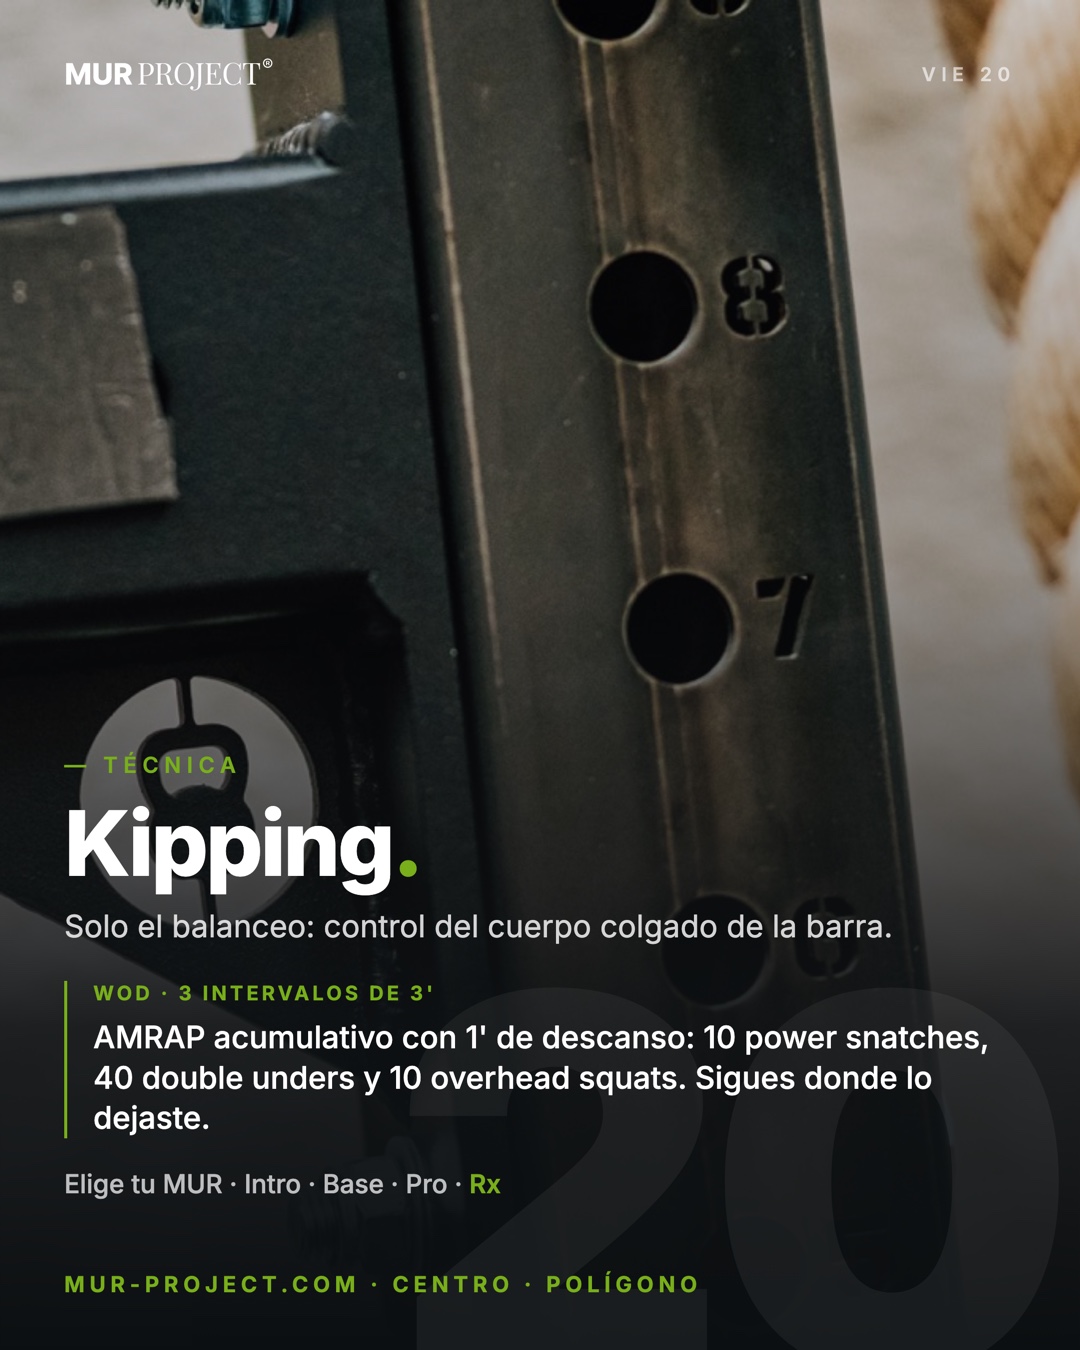 MUR PROJECT®
VIE 20
8
7
6
— TÉCNICA
Kipping.
Solo el balanceo: control del cuerpo colgado de la barra.
WOD · 3 INTERVALOS DE 3'
AMRAP acumulativo con 1' de descanso: 10 power snatches,
40 double unders y 10 overhead squats. Sigues donde lo
dejaste.
20
Elige tu MUR · Intro · Base · Pro · Rx
MUR-PROJECT.COM · CENTRO · POLÍGONO